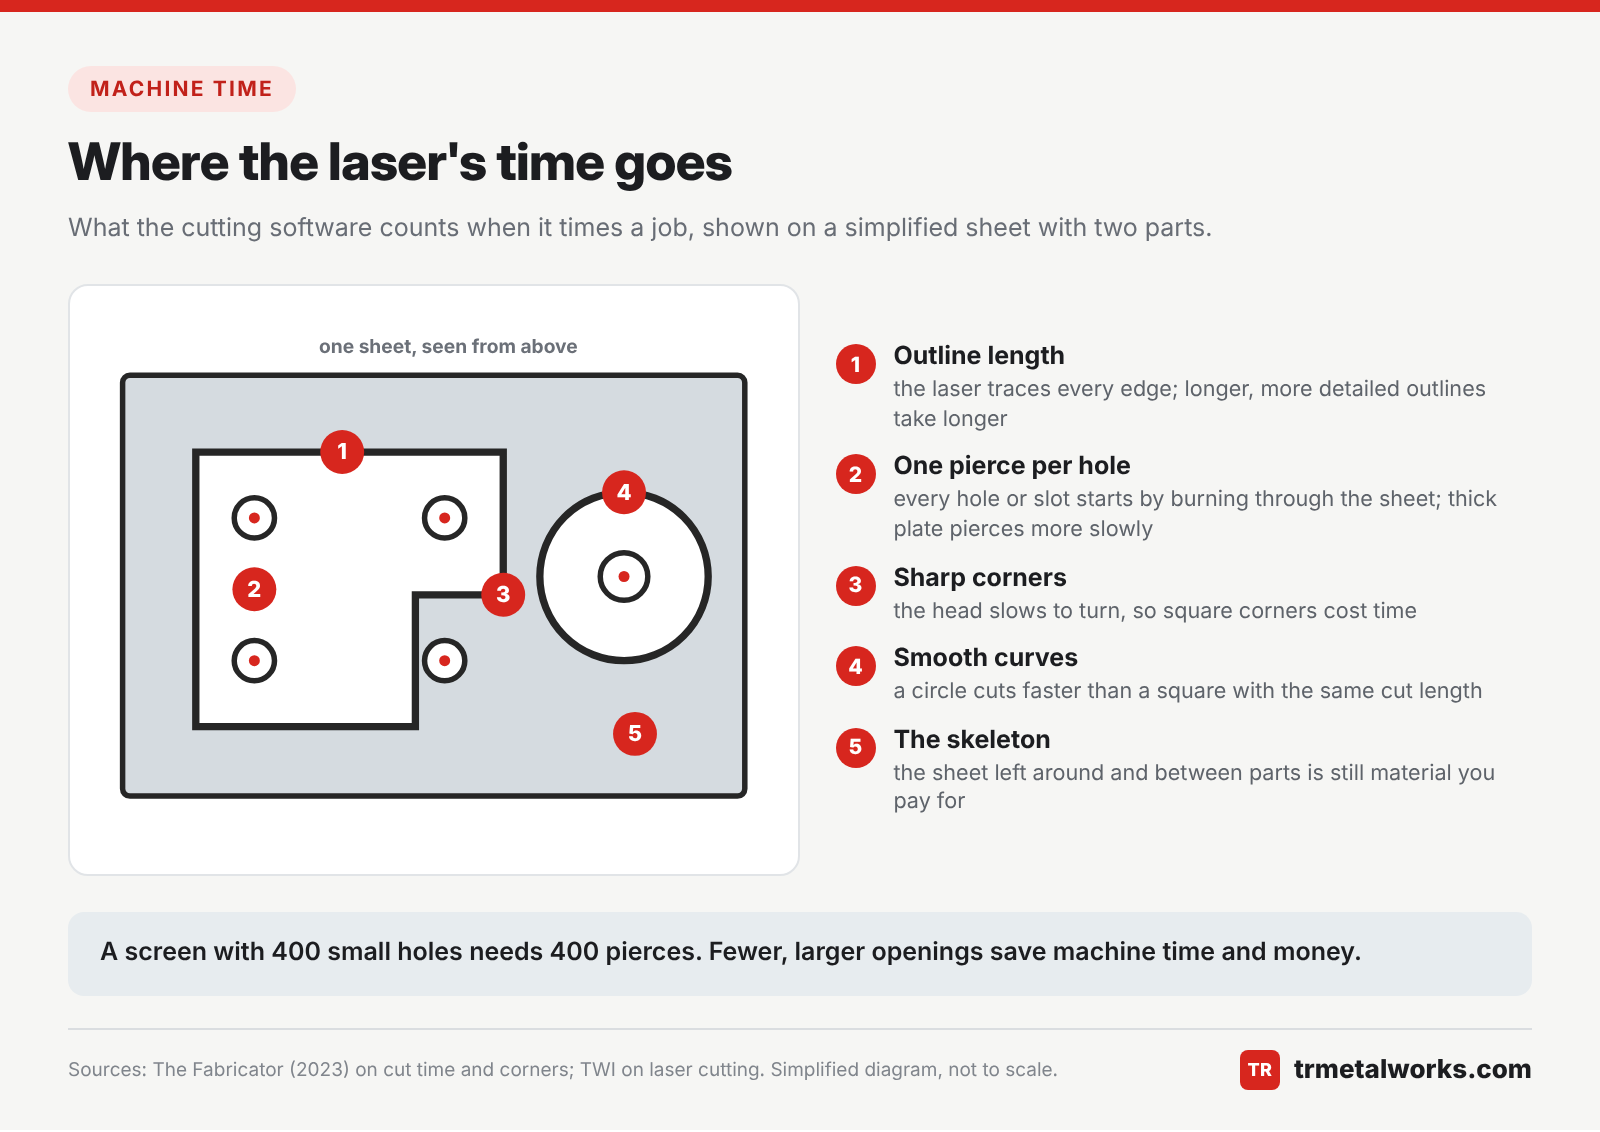 MACHINE TIME
Where the laser's time goes
What the cutting software counts when it times a job, shown on a simplified sheet with two parts.
one sheet, seen from above
1
2
3
4
5
1
Outline length
the laser traces every edge; longer, more detailed outlines
take longer
2
One pierce per hole
every hole or slot starts by burning through the sheet; thick
plate pierces more slowly
3
Sharp corners
the head slows to turn, so square corners cost time
4
Smooth curves
a circle cuts faster than a square with the same cut length
5
The skeleton
the sheet left around and between parts is still material you
pay for
A screen with 400 small holes needs 400 pierces. Fewer, larger openings save machine time and money.
Sources: The Fabricator (2023) on cut time and corners; TWI on laser cutting. Simplified diagram, not to scale.
TR trmetalworks.com